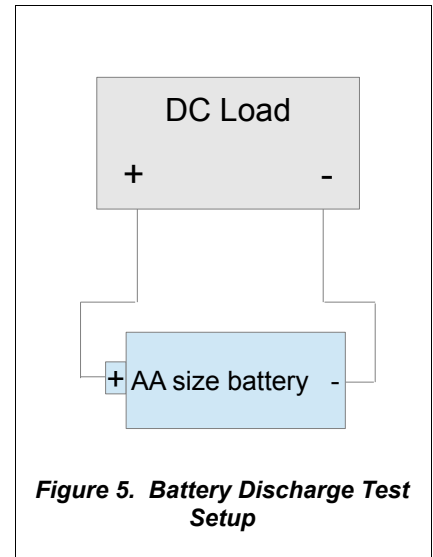 DC Load
+ -
+ AA size battery -
Figure 5. Battery Discharge Test
Setup